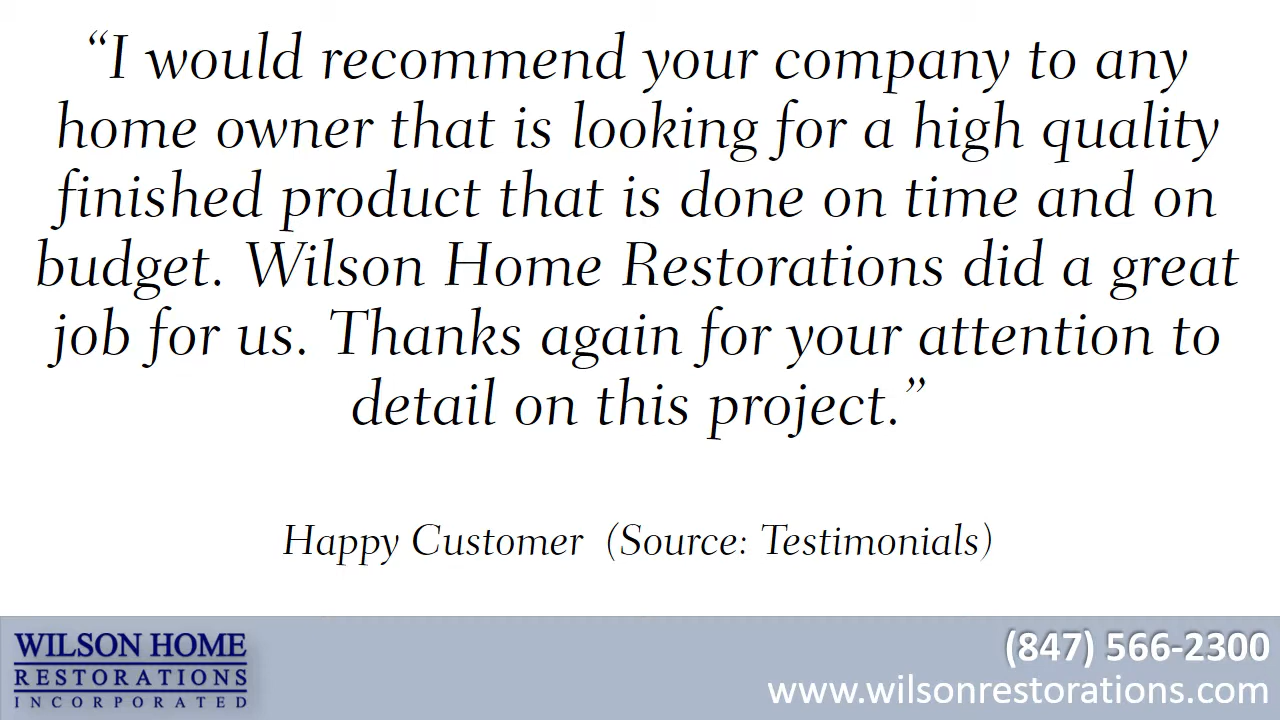 “I would recommend your company to any
home owner that is looking for a high quality
finished product that is done on time and on
budget. Wilson Home Restorations did a great
job for us. Thanks again for your attention to
detail on this project.”
Happy Customer (Source: Testimonials)
WILSON HOME
RESTORATIONS
INCORPORATED
(847) 566-2300
www.wilsonrestorations.com